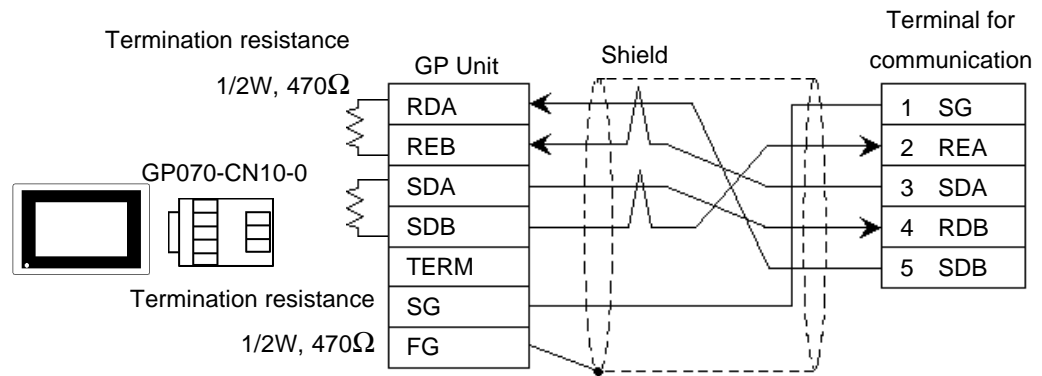 Termination resistance
1/2W, 470Ω
GP070-CN10-0
Termination resistance
1/2W, 470Ω
GP Unit
RDA
REB
SDA
SDB
TERM
SG
FG
Shield
Terminal for
communication
1 SG
2 REA
3 SDA
4 RDB
5 SDB